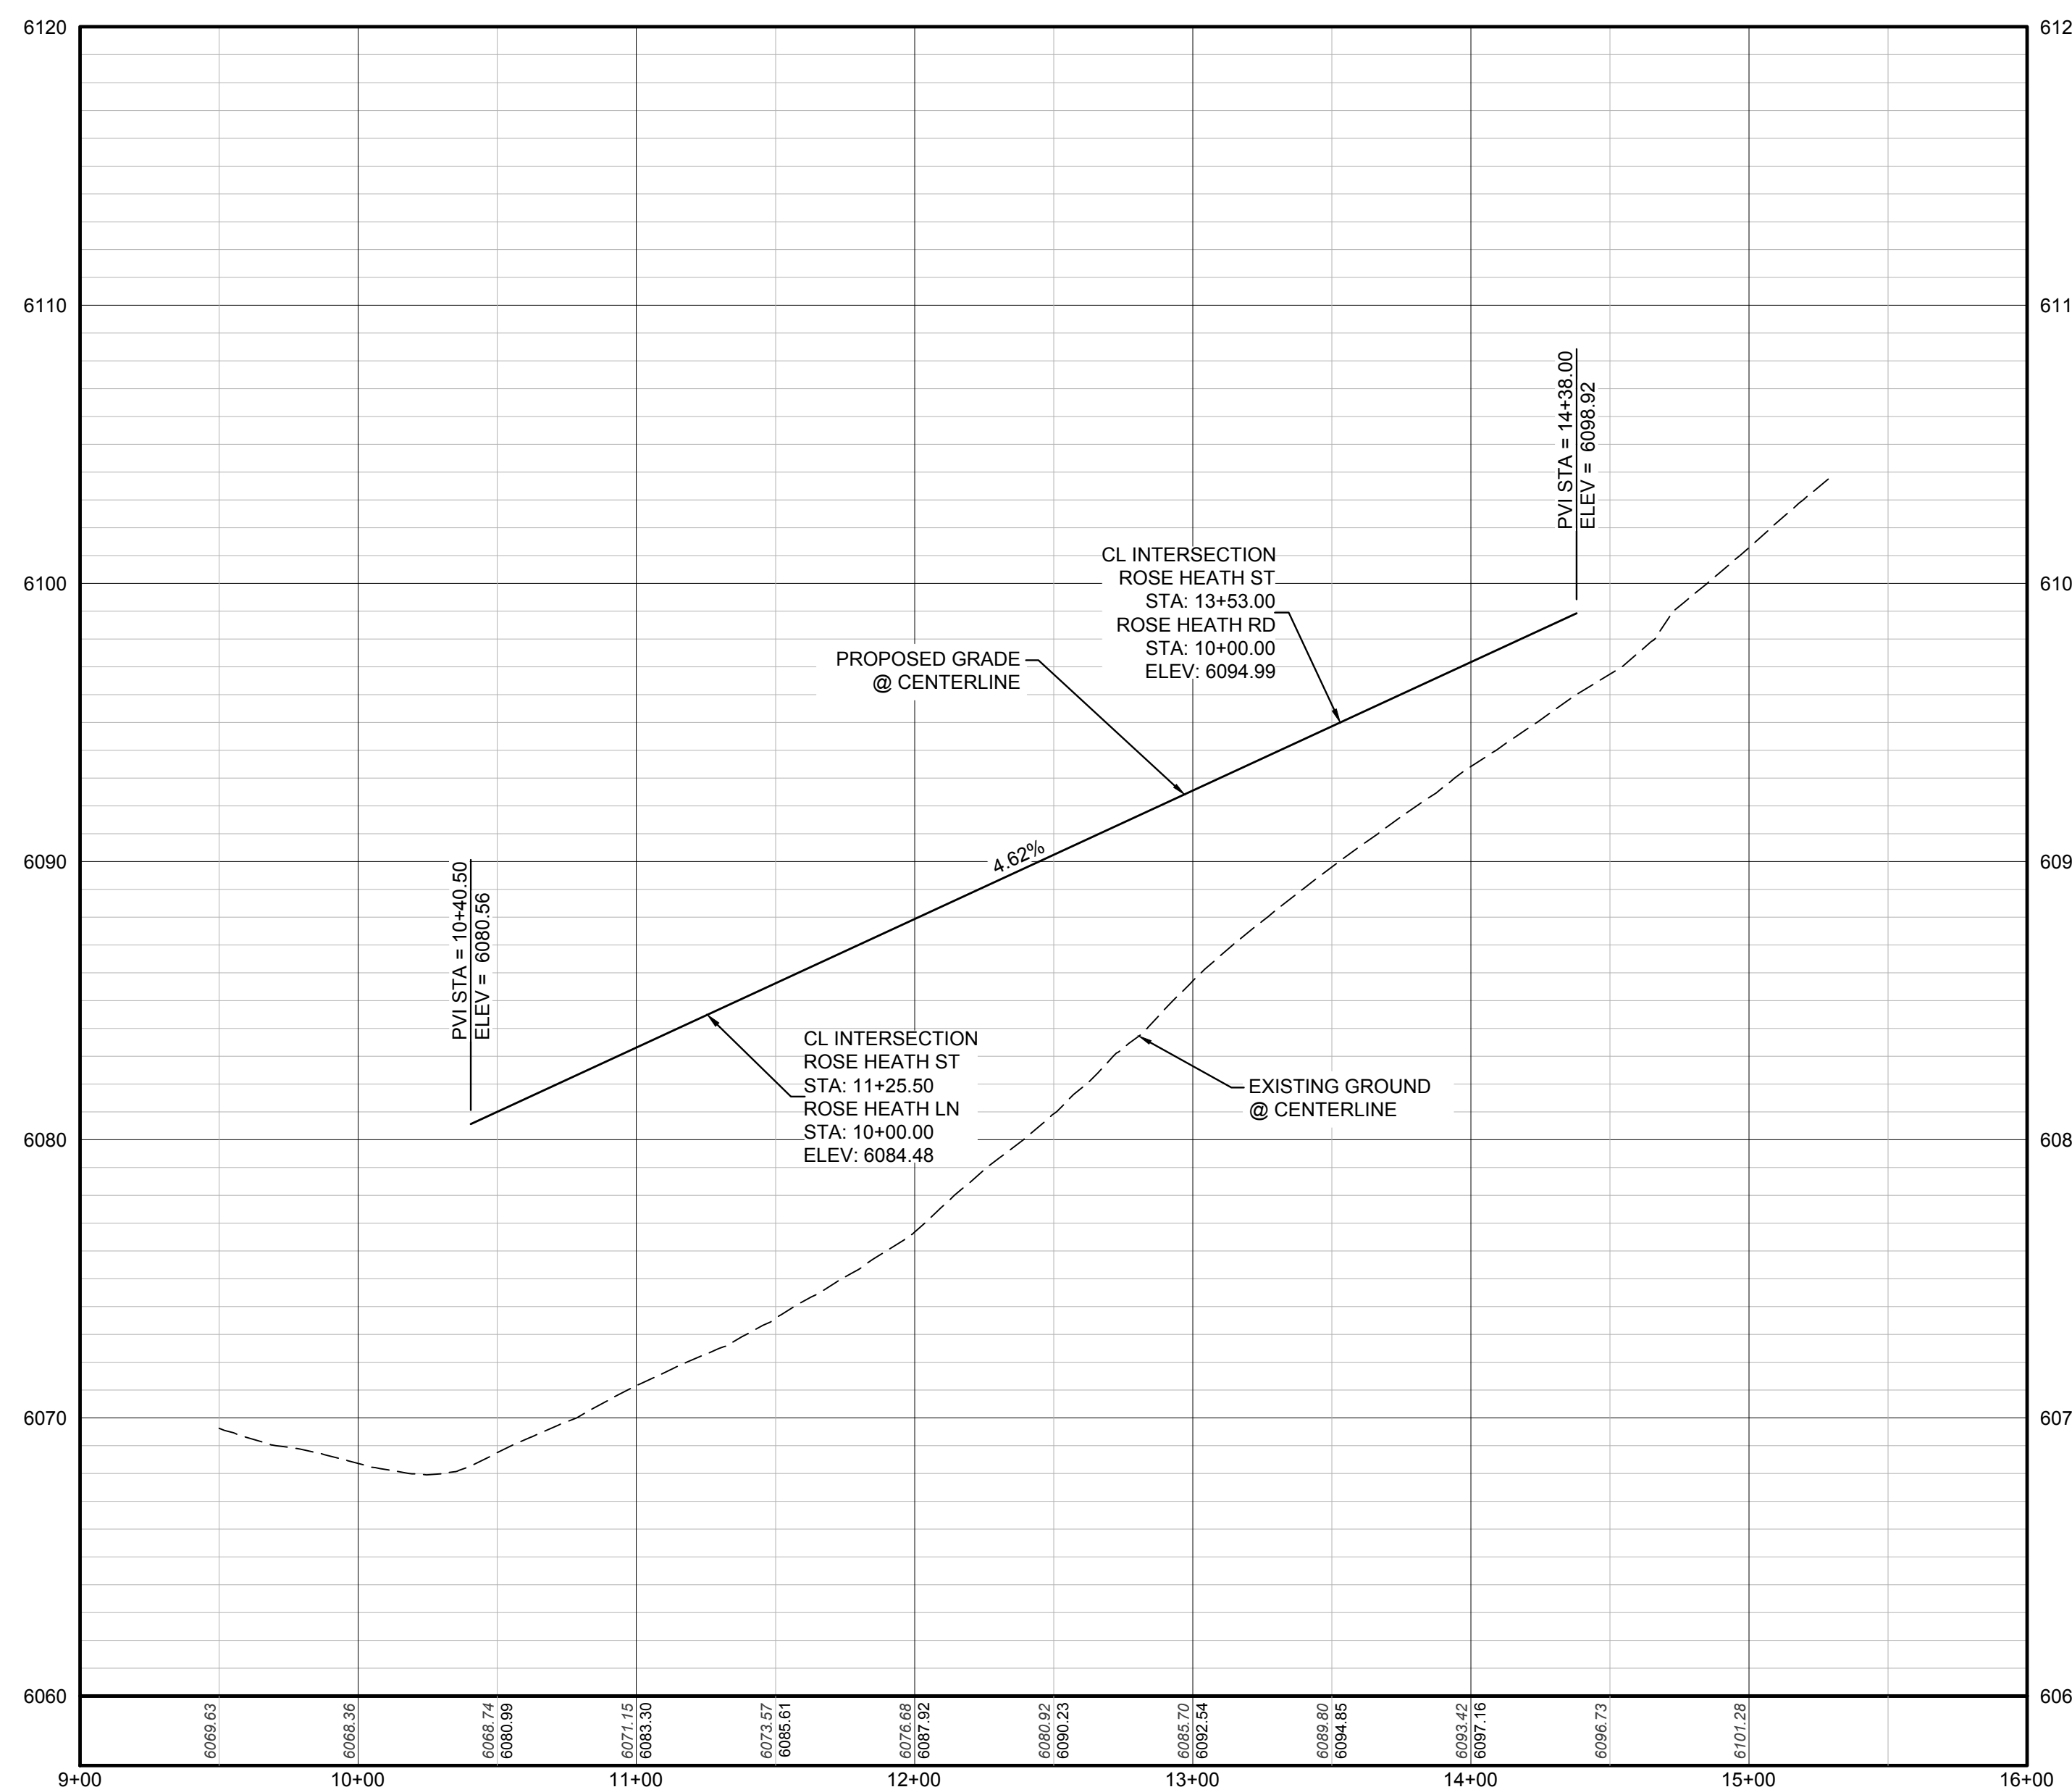 6120
612
6110
611
PVI STA = 14+38.00
ELEV = 6098.92
CL INTERSECTION
ROSE HEATH ST
STA: 13+53.00
ROSE HEATH RD
STA: 10+00.00
ELEV: 6094.99
6100
610
PROPOSED GRADE
@ CENTERLINE
4.62%
6090
609
PVI STA = 10+40.50
ELEV = 6080.56
CL INTERSECTION
ROSE HEATH ST
STA: 11+25.50
ROSE HEATH LN
STA: 10+00.00
ELEV: 6084.48
EXISTING GROUND
@ CENTERLINE
6080
608
6070
607
6060
606
6069.63
6068.36
6068.74
6080.99
6071.15
6083.30
6073.57
6085.61
6076.68
6087.92
6080.92
6090.23
6085.70
6092.54
6089.80
6094.85
6093.42
6097.16
6096.73
6101.28
9+00
10+00
11+00
12+00
13+00
14+00
15+00
16+00